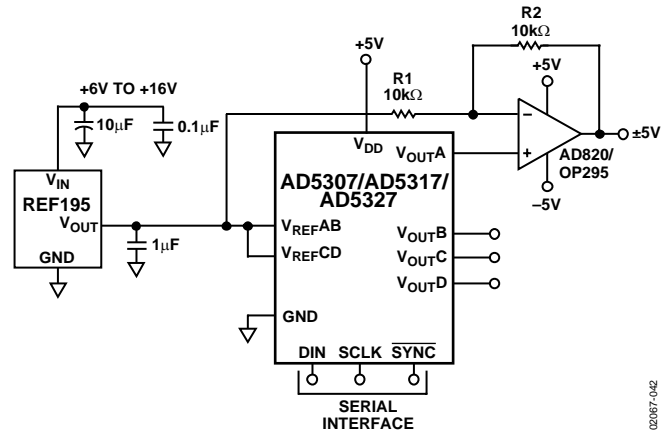 R2
10kΩ
+5V
+6V TO +16V
R1
10kΩ
+5V
10µF
0.1µF
−
±5V
VDD
VOUTA
+
AD820/
OP295
VIN
REF195
VOUT
AD5307/AD5317/
AD5327
−5V
VREFAB
VOUTB
1µF
VREFCD
VOUTC
GND
VOUTD
GND
DIN SCLK SYNC
SERIAL
INTERFACE
02067-042